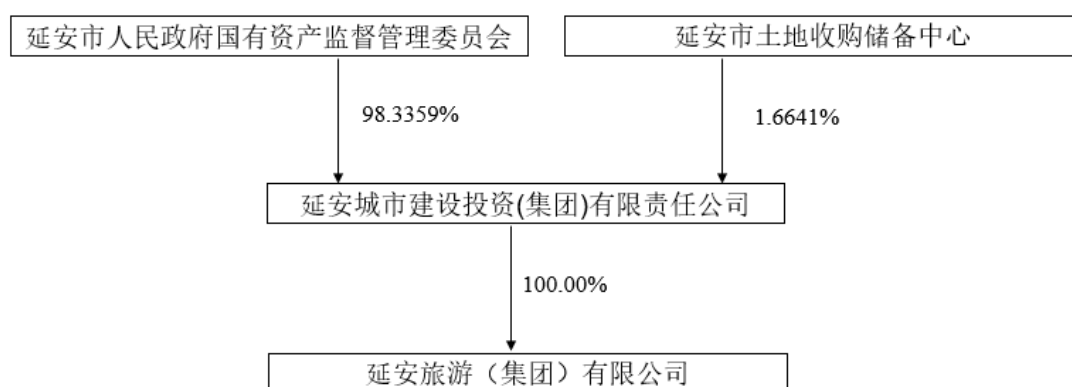 延安市人民政府国有资产监督管理委员会
延安市土地收购储备中心
98.3359%
1.6641%
延安城市建设投资(集团)有限责任公司
100.00%
延安旅游（集团）有限公司